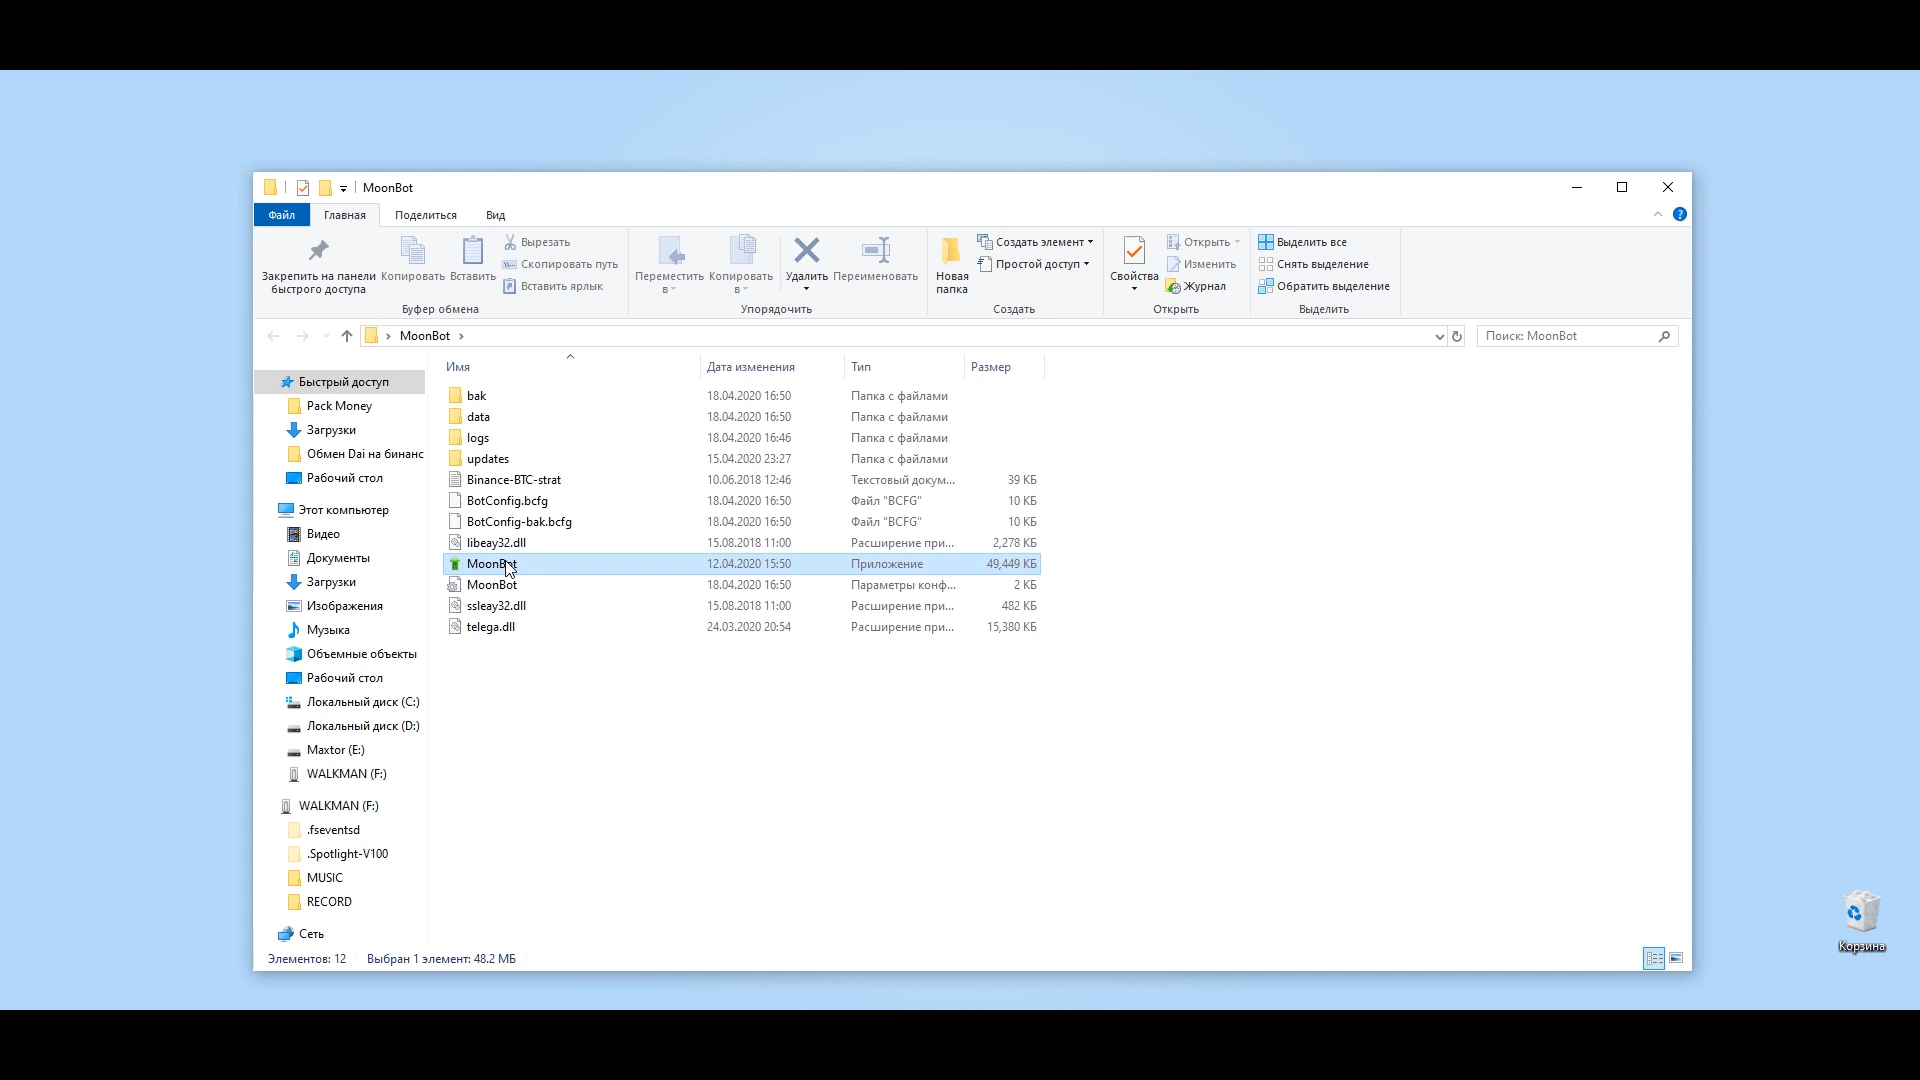 MoonBot
Файл Главная Поделиться Вид
Закрепить на панели быстрого доступа
Копировать
Вставить
Вырезать
Скопировать путь
Вставить ярлык
Буфер обмена
Переместить в
Копировать в
Удалить
Переименовать
Упорядочить
Новая папка
Создать элемент
Простой доступ
Создать
Свойства
Открыть
Изменить
Журнал
Открыть
Выделить все
Снять выделение
Обратить выделение
Выделить
MoonBot
Поиск: MoonBot
Быстрый доступ
Pack Money
Загрузки
Обмен Dai на бинанс
Рабочий стол
Этот компьютер
Видео
Документы
Загрузки
Изображения
Музыка
Объемные объекты
Рабочий стол
Локальный диск (C:)
Локальный диск (D:)
Maxtor (E:)
WALKMAN (F:)
WALKMAN (F:)
.fseventsd
.Spotlight-V100
MUSIC
RECORD
Сеть
Имя Дата изменения Тип Размер
bak 18.04.2020 16:50 Папка с файлами
data 18.04.2020 16:50 Папка с файлами
logs 18.04.2020 16:46 Папка с файлами
updates 15.04.2020 23:27 Папка с файлами
Binance-BTC-strat 10.06.2018 12:46 Текстовый докум... 39 КБ
BotConfig.bcfg 18.04.2020 16:50 Файл "BCFG" 10 КБ
BotConfig-bak.bcfg 18.04.2020 16:50 Файл "BCFG" 10 КБ
libeay32.dll 15.08.2018 11:00 Расширение при... 2,278 КБ
MoonBot 12.04.2020 15:50 Приложение 49,449 КБ
MoonBot 18.04.2020 16:50 Параметры конф... 2 КБ
ssleay32.dll 15.08.2018 11:00 Расширение при... 482 КБ
telega.dll 24.03.2020 20:54 Расширение при... 15,380 КБ
Элементов: 12 Выбран 1 элемент: 48.2 МБ
Корзина